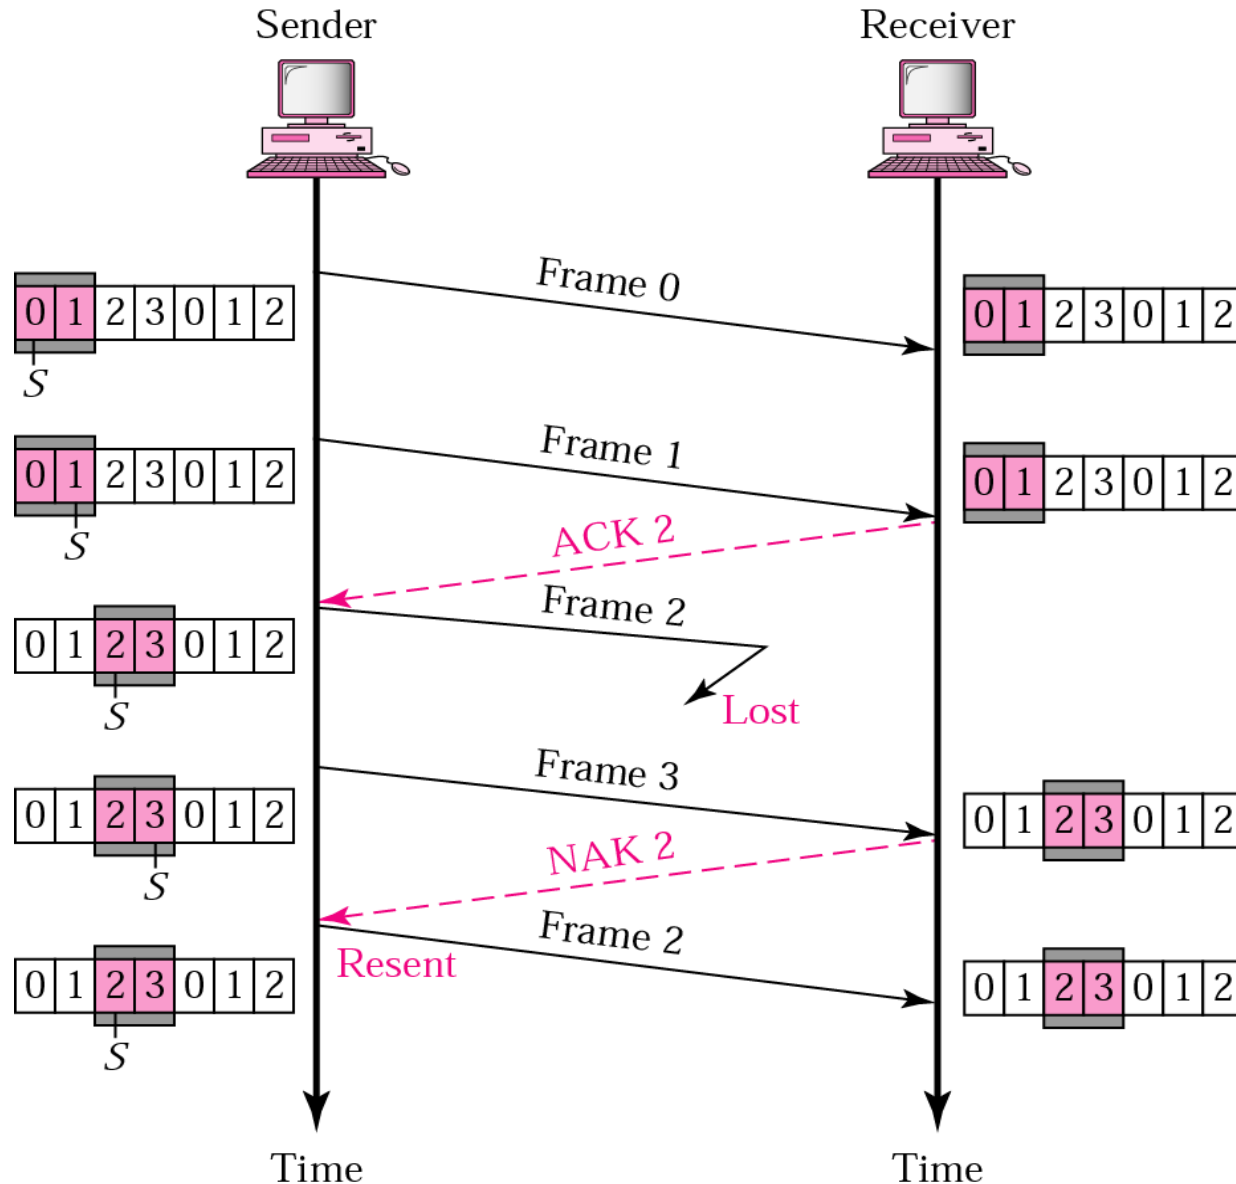 Sender Receiver
Frame 0
0 1 2 3 0 1 2 0 1 2 3 0 1 2
S
Frame 1
0 1 2 3 0 1 2 0 1 2 3 0 1 2
S
ACK 2
Frame 2
0 1 2 3 0 1 2
S
Lost
Frame 3
0 1 2 3 0 1 2 0 1 2 3 0 1 2
S
NAK 2
Frame 2
Resent
0 1 2 3 0 1 2 0 1 2 3 0 1 2
S
Time Time